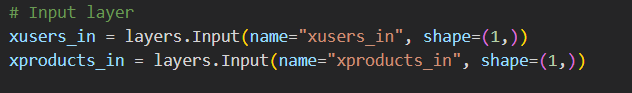 # Input layer
xusers_in = layers.Input(name="xusers_in", shape=(1,))
xproducts_in = layers.Input(name="xproducts_in", shape=(1,))